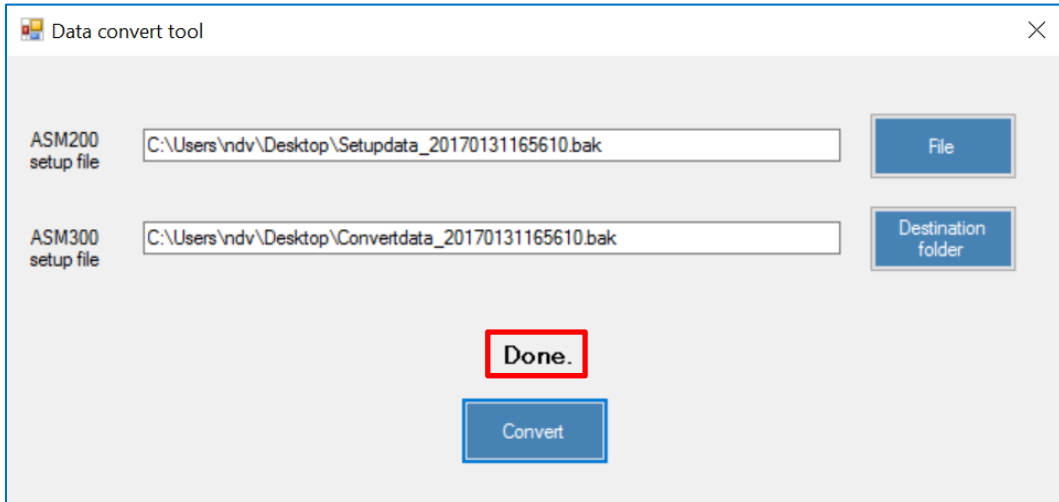 Data convert tool
ASM200
setup file
C:\Users\ndv\Desktop\Setupdata_20170131165610.bak
File
ASM300
setup file
C:\Users\ndv\Desktop\Convertdata_20170131165610.bak
Destination
folder
Done.
Convert